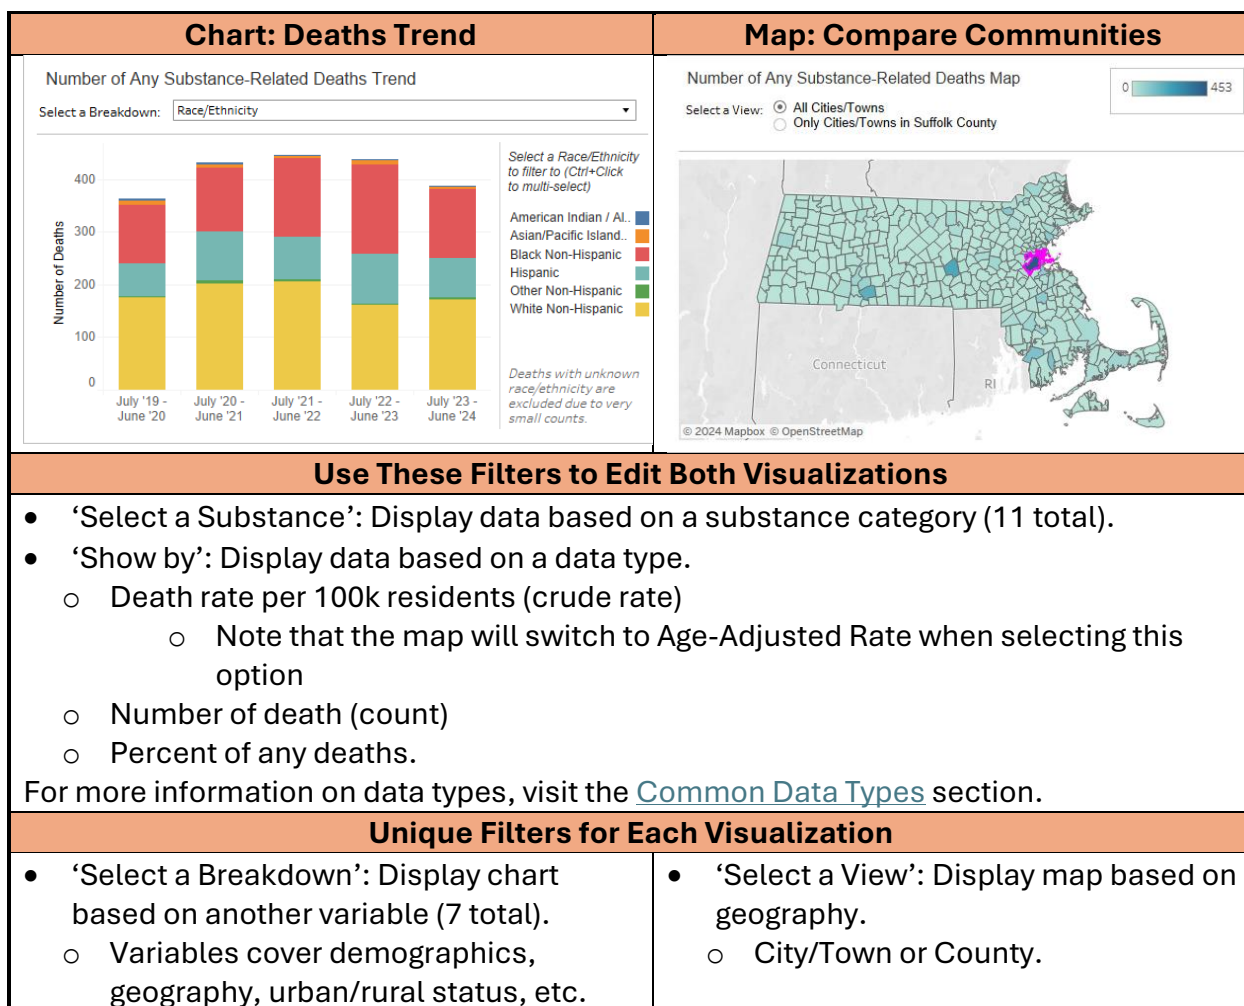 Chart: Deaths Trend
Map: Compare Communities
Number of Any Substance-Related Deaths Trend
Select a Breakdown: Race/Ethnicity
400
300
200
100
0
Number of Deaths
July '19 -
June '20
July '20 -
June '21
July '21 -
June '22
July '22 -
June '23
July '23 -
June '24
Select a Race/Ethnicity
to filter to (Ctrl+Click
to multi-select)
American Indian / Al..
Asian/Pacific Island..
Black Non-Hispanic
Hispanic
Other Non-Hispanic
White Non-Hispanic
Deaths with unknown
race/ethnicity are
excluded due to very
small counts.
Number of Any Substance-Related Deaths Map
0 453
Select a View: All Cities/Towns
Only Cities/Towns in Suffolk County
Connecticut
RI
© 2024 Mapbox © OpenStreetMap
Use These Filters to Edit Both Visualizations
• ‘Select a Substance’: Display data based on a substance category (11 total).
• ‘Show by’: Display data based on a data type.
o Death rate per 100k residents (crude rate)
o Note that the map will switch to Age-Adjusted Rate when selecting this
option
o Number of death (count)
o Percent of any deaths.
For more information on data types, visit the Common Data Types section.
Unique Filters for Each Visualization
• ‘Select a Breakdown’: Display chart
based on another variable (7 total).
o Variables cover demographics,
geography, urban/rural status, etc.
• ‘Select a View’: Display map based on
geography.
o City/Town or County.